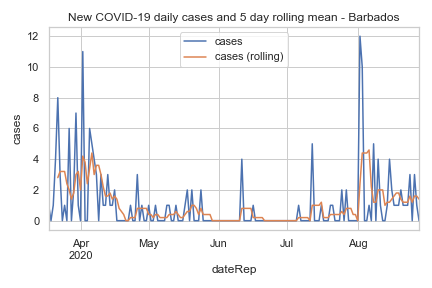 New COVID-19 daily cases and 5 day rolling mean - Barbados
cases
cases (rolling)
12
10
8
6
4
2
0
cases
Apr
2020
May
Jun
Jul
Aug
dateRep